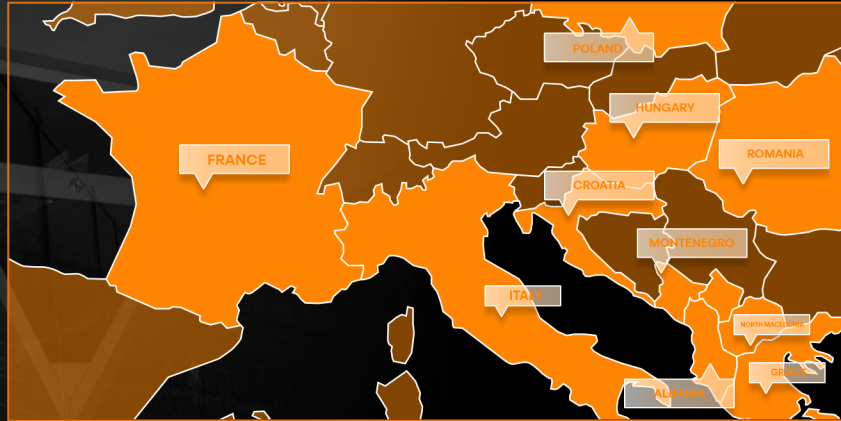 POLAND
HUNGARY
FRANCE
ROMANIA
CROATIA
MONTENEGRO
ITALY
NORTH MACEDONIA
GREECE
ALBANIA